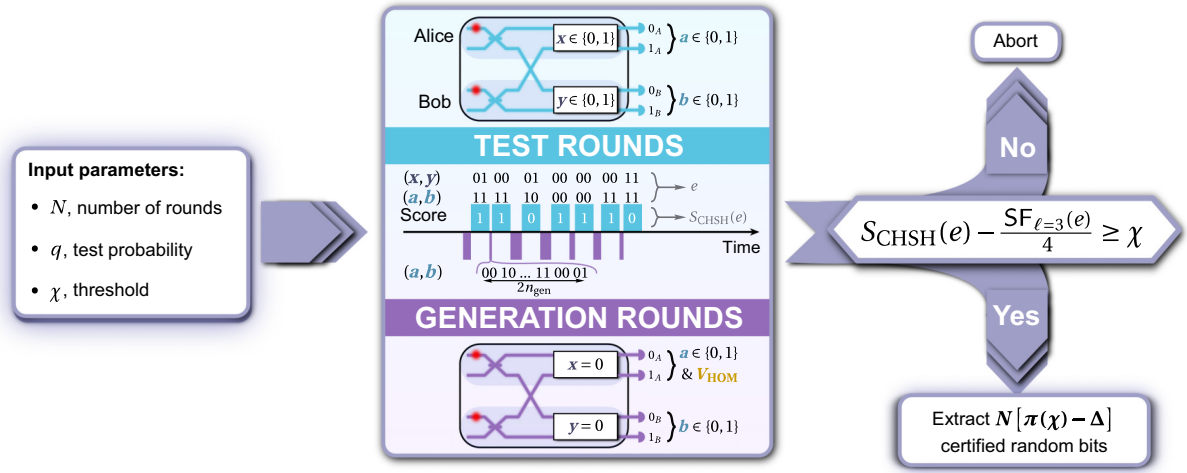 Input parameters:
• N, number of rounds
• q, test probability
• χ, threshold
Alice
x ∈ {0, 1}
0_A
1_A
a ∈ {0, 1}
Bob
y ∈ {0, 1}
0_B
1_B
b ∈ {0, 1}
TEST ROUNDS
(x, y) 01 00 01 00 00 00 11
(a, b) 11 11 10 00 00 11 11
e
Score 1 1 0 1 1 1 0
S_CHSH(e)
Time
(a, b) 00 10 ... 11 00 01
2n_gen
GENERATION ROUNDS
x = 0
0_A
1_A
a ∈ {0, 1}
& V_HOM
y = 0
0_B
1_B
b ∈ {0, 1}
Abort
No
S_CHSH(e) − SF_ℓ=3(e)/4 ≥ χ
Yes
Extract N[π(χ) − Δ]
certified random bits